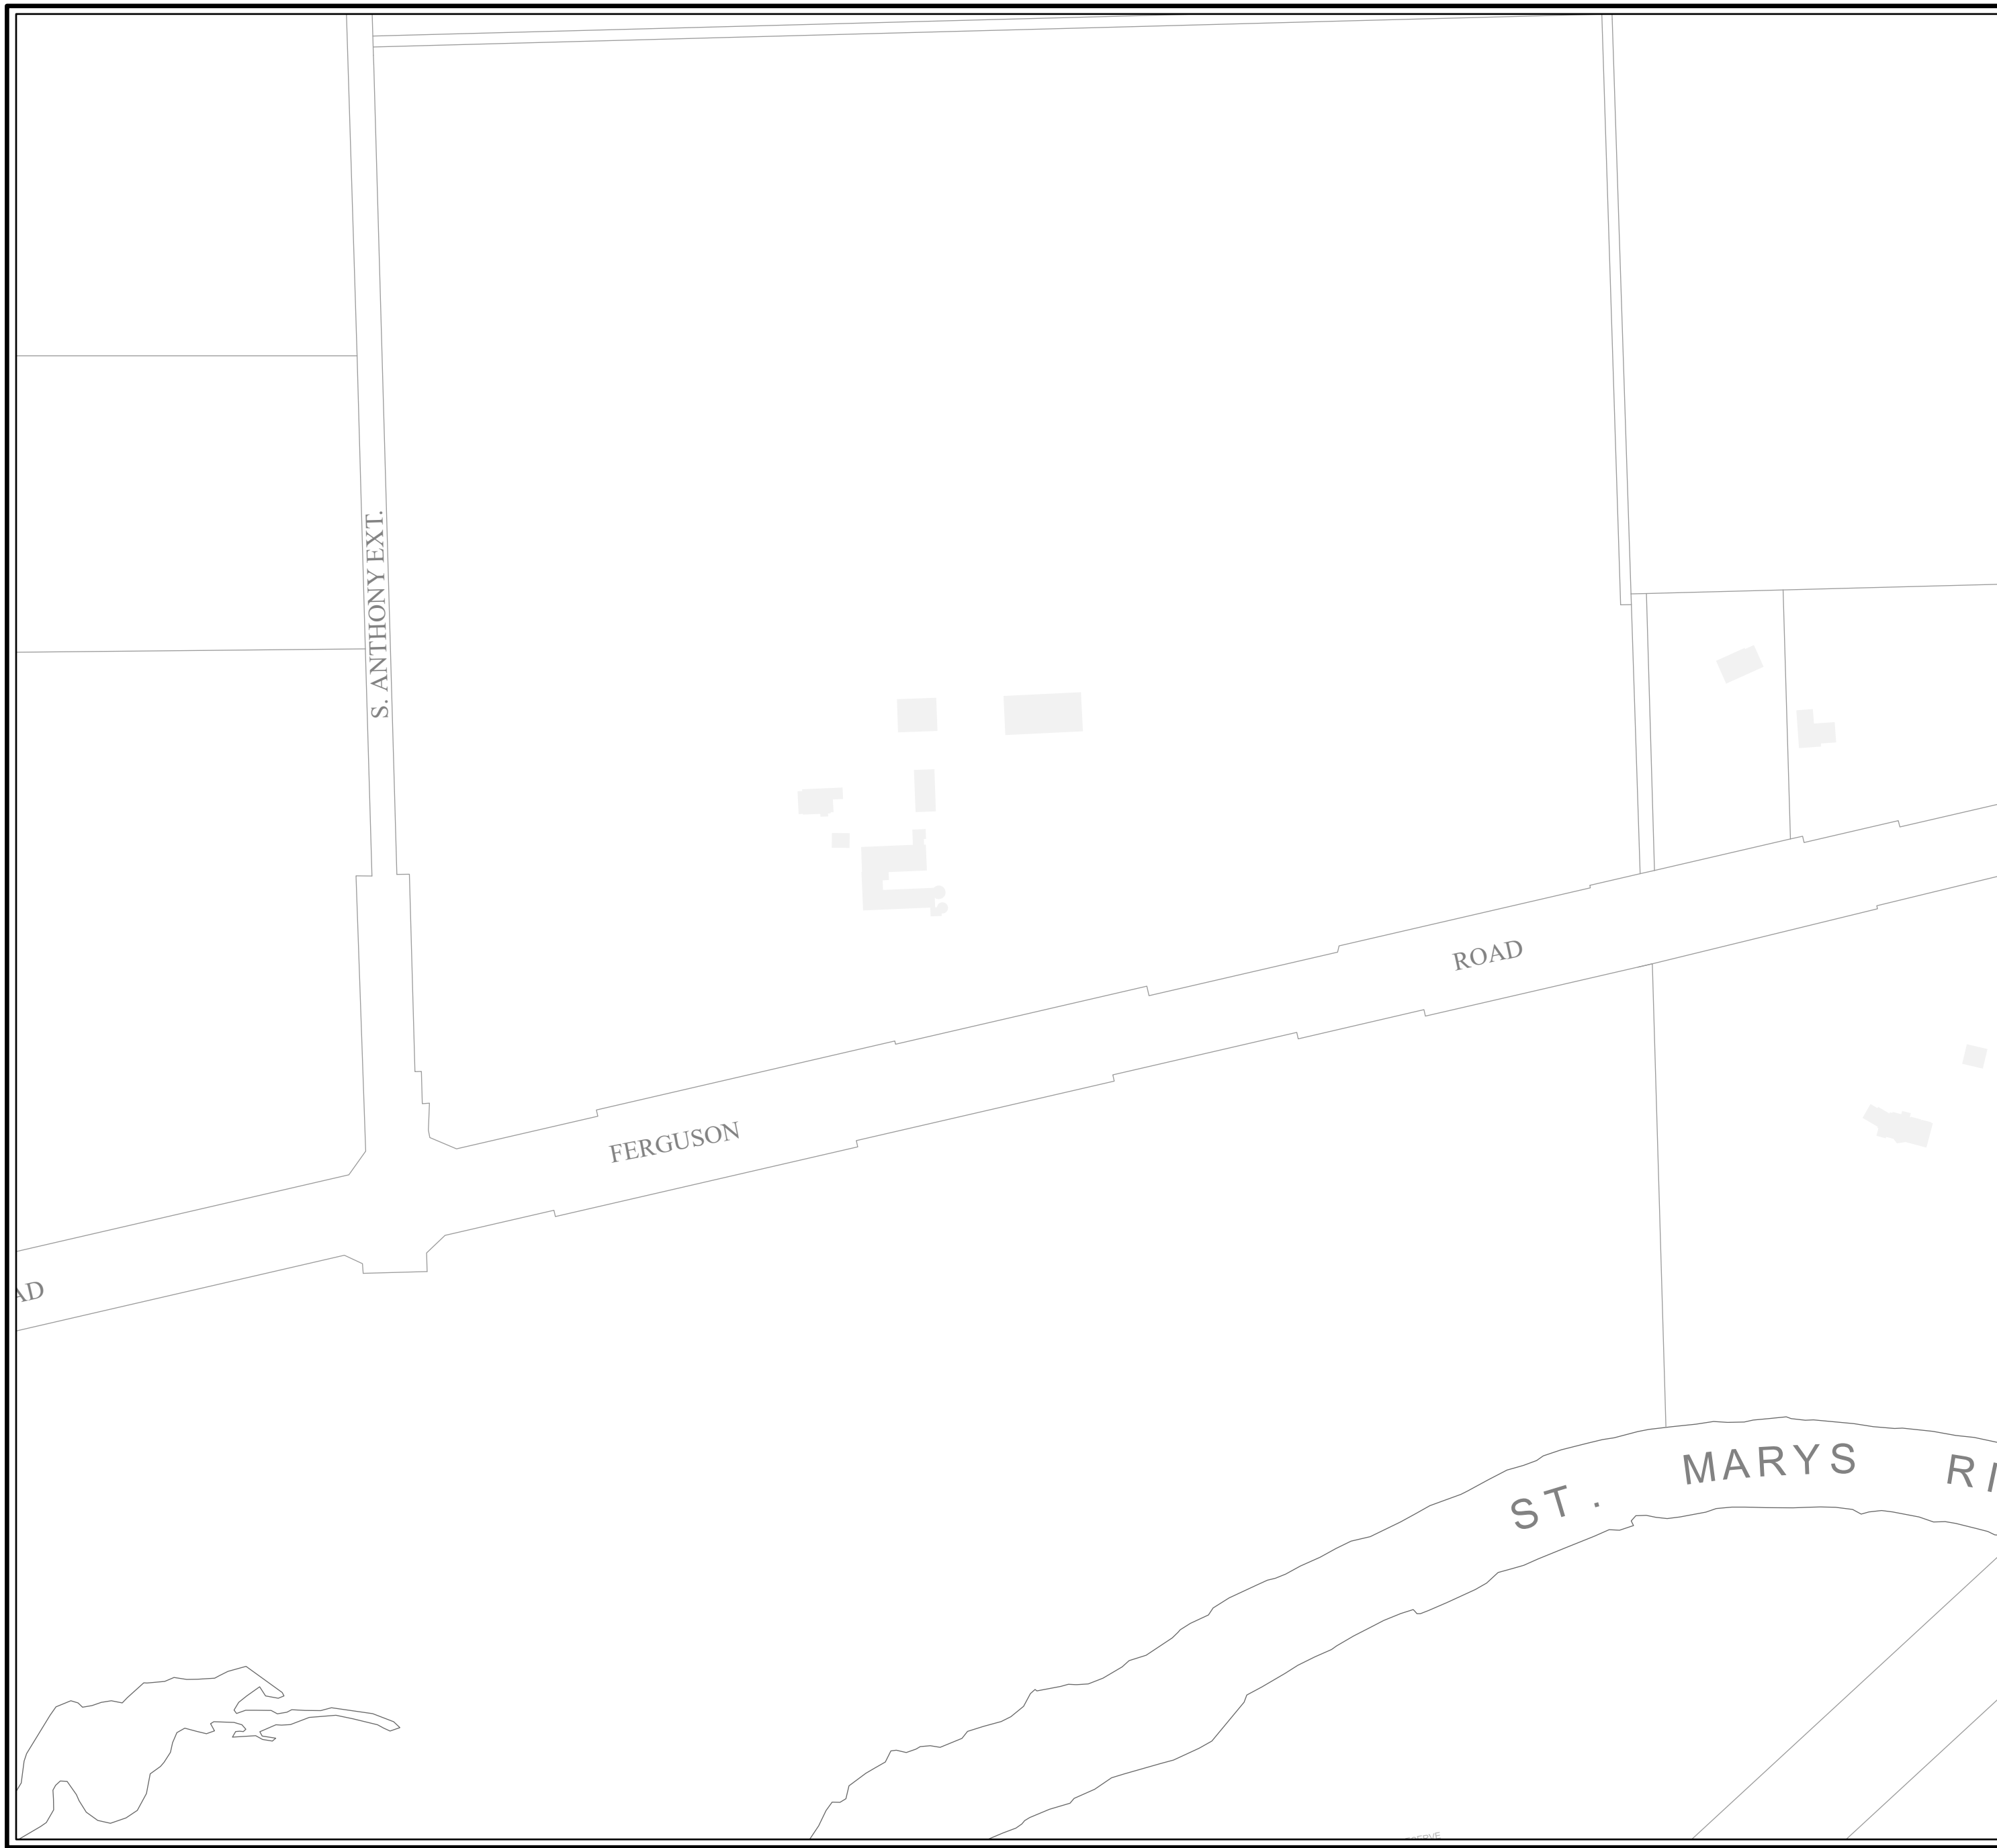 S. ANTHONY EXT.
ROAD
FERGUSON
AD
ST. MARYS RI